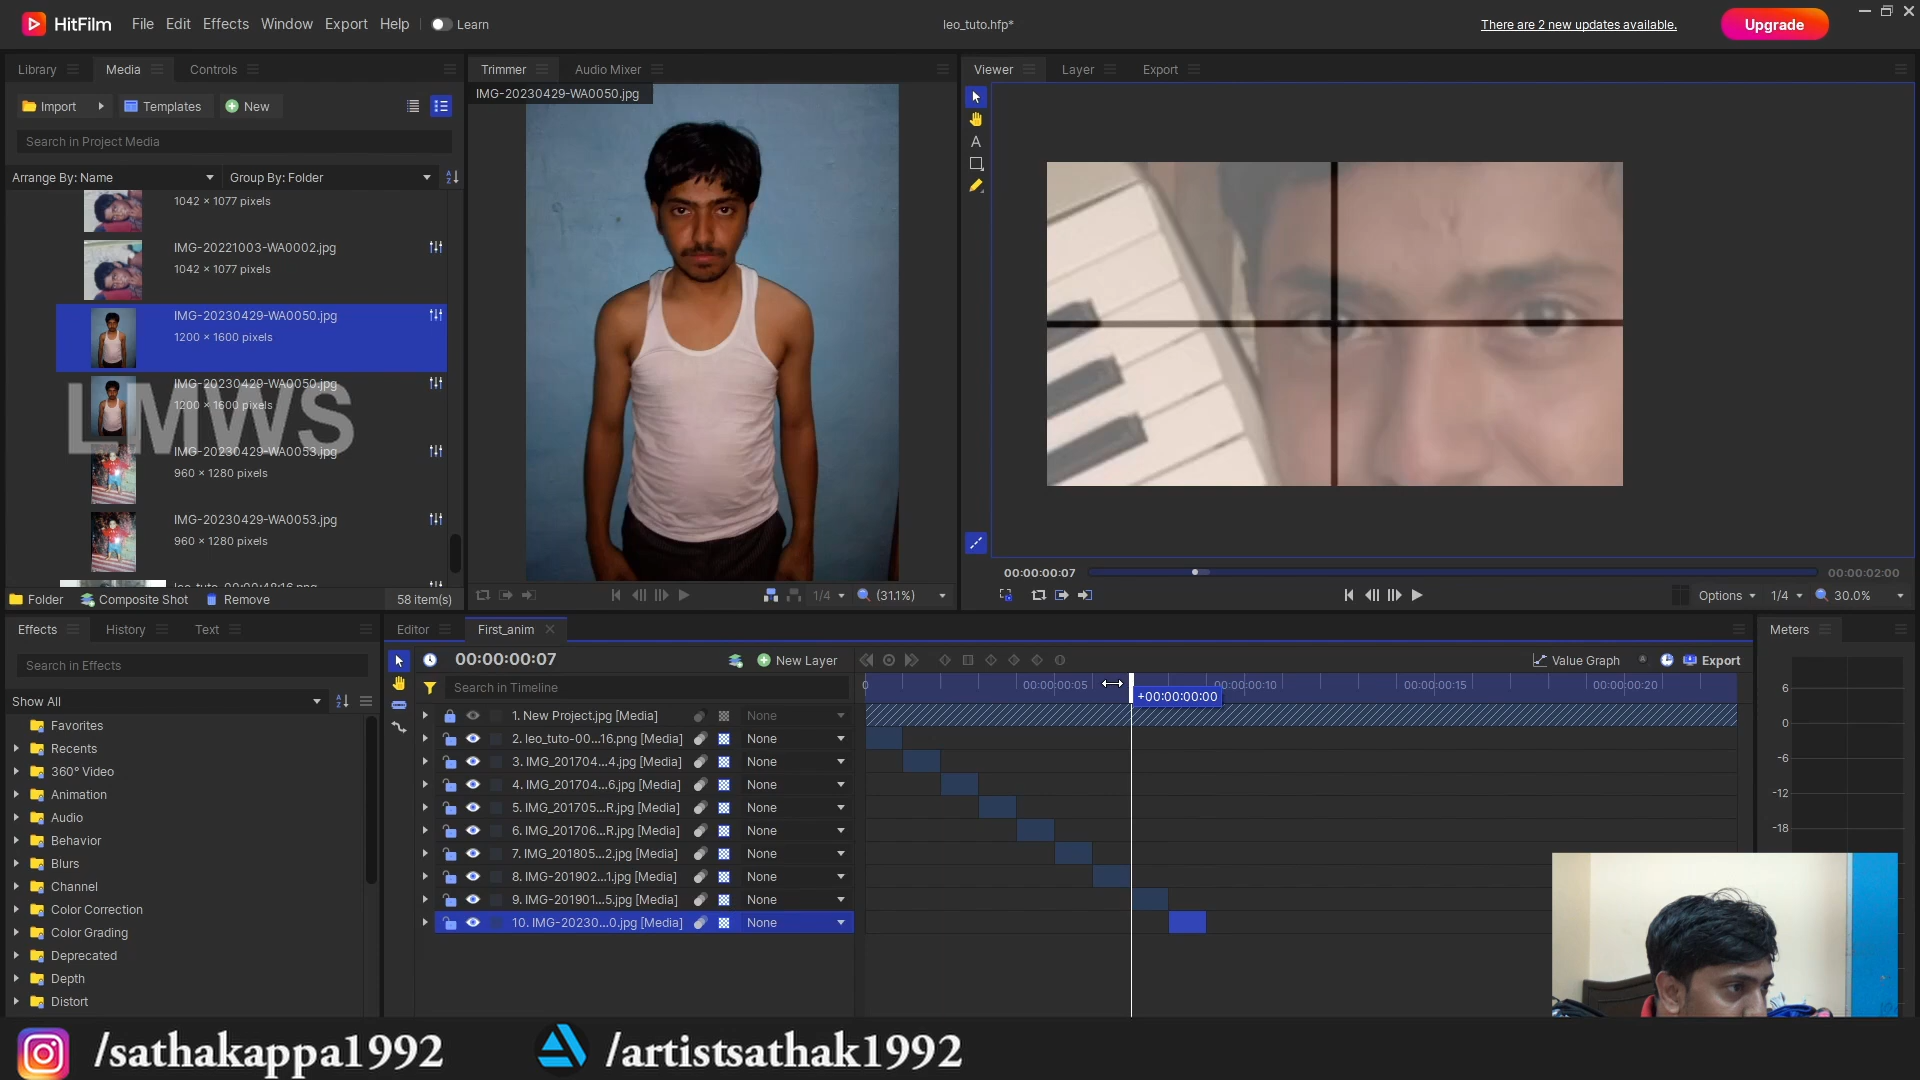 HitFilm File Edit Effects Window Export Help Learn leo_tuto.hfp* There are 2 new updates available. Upgrade
Library Media Controls Trimmer Audio Mixer Viewer Layer Export
IMG-20230429-WA0050.jpg
Import Templates New
Search in Project Media
Arrange By: Name Group By: Folder
1042 × 1077 pixels
IMG-20221003-WA0002.jpg
1042 × 1077 pixels
IMG-20230429-WA0050.jpg
1200 × 1600 pixels
IMG-20230429-WA0050.jpg
1200 × 1600 pixels
LMWS
IMG-20230429-WA0053.jpg
960 × 1280 pixels
IMG-20230429-WA0053.jpg
960 × 1280 pixels
00:00:00:07 00:00:02:00
Folder Composite Shot Remove 58 item(s) 1/4 (31.1%) Options 1/4 30.0%
Effects History Text Editor First_anim Meters
Search in Effects 00:00:00:07 New Layer Value Graph A Export
Search in Timeline 0 00:00:00:05 00:00:00:10 00:00:00:15 00:00:00:20
+00:00:00:00
Show All
1. New Project.jpg [Media] None
2. leo_tuto-00...16.png [Media] None
3. IMG_201704...4.jpg [Media] None
4. IMG_201704...6.jpg [Media] None
5. IMG_201705...R.jpg [Media] None
6. IMG_201706...R.jpg [Media] None
7. IMG_201805...2.jpg [Media] None
8. IMG-201902...1.jpg [Media] None
9. IMG-201901...5.jpg [Media] None
10. IMG-20230...0.jpg [Media] None
Favorites
Recents
360° Video
Animation
Audio
Behavior
Blurs
Channel
Color Correction
Color Grading
Deprecated
Depth
Distort
6
0
-6
-12
-18
/sathakappa1992 /artistsathak1992